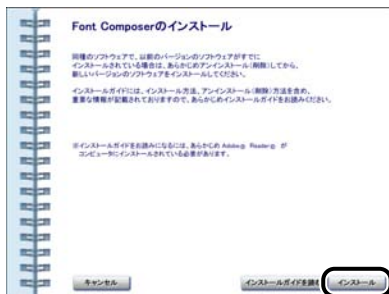 Font Composerのインストール
同種のソフトウェアで、以前のバージョンのソフトウェアがすでに
インストールされている場合は、あらかじめアンインストール（削除）してから、
新しいバージョンのソフトウェアをインストールしてください。
インストールガイドには、インストール方法、アンインストール（削除）方法を含め、
重要な情報が記載されておりますので、あらかじめインストールガイドをお読みください。
※インストールガイドをお読みになるには、あらかじめ Adobe® Reader® が
コンピュータにインストールされている必要があります。
キャンセル
インストールガイドを読む
インストール